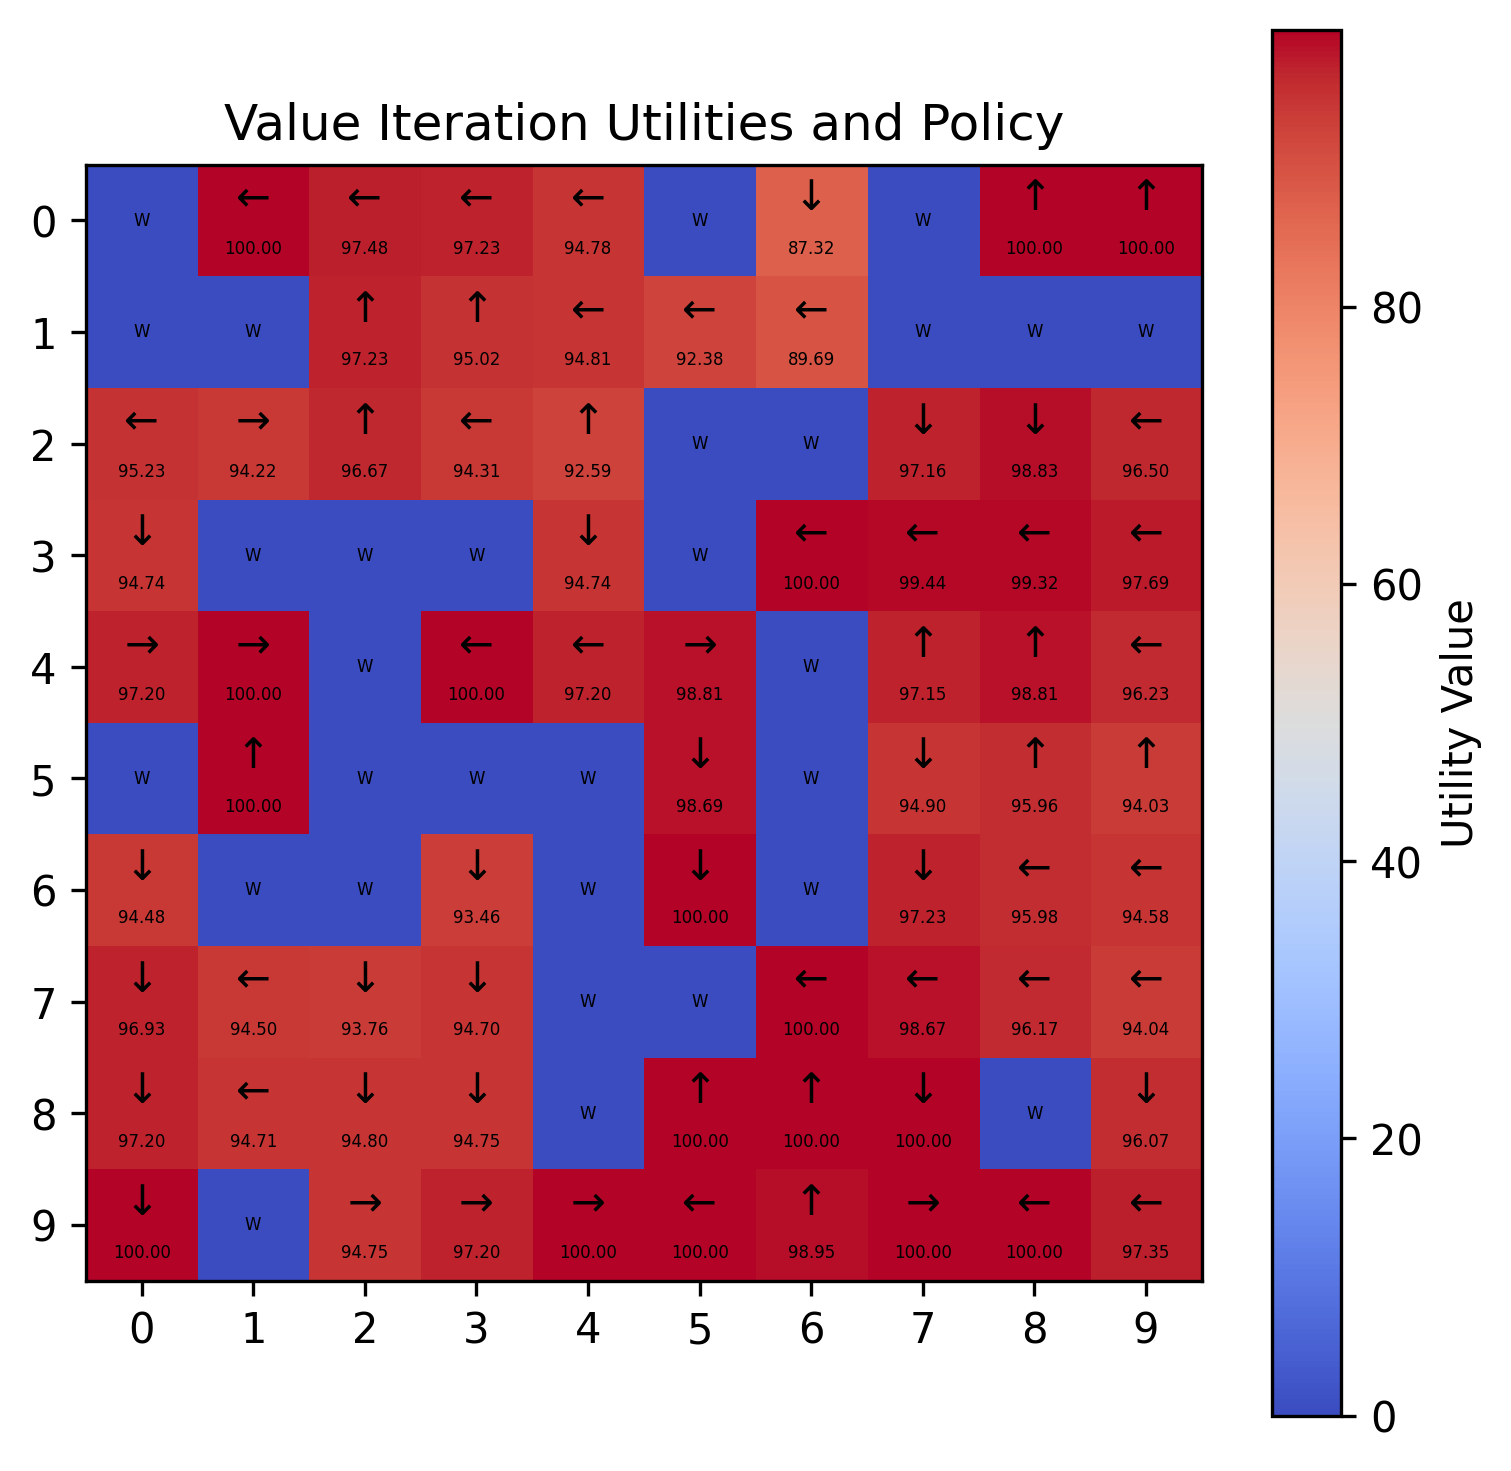 Value Iteration Utilities and Policy
0 W ← 100.00 ← 97.48 ← 97.23 ← 94.78 W ↓ 87.32 W ↑ 100.00 ↑ 100.00
1 W W ↑ 97.23 ↑ 95.02 ← 94.81 ← 92.38 ← 89.69 W W W
2 ← 95.23 → 94.22 ↑ 96.67 ← 94.31 ↑ 92.59 W W ↓ 97.16 ↓ 98.83 ← 96.50
3 ↓ 94.74 W W W ↓ 94.74 W ← 100.00 ← 99.44 ← 99.32 ← 97.69
4 → 97.20 → 100.00 W ← 100.00 ← 97.20 → 98.81 W ↑ 97.15 ↑ 98.81 ← 96.23
5 W ↑ 100.00 W W W ↓ 98.69 W ↓ 94.90 ↑ 95.96 ↑ 94.03
6 ↓ 94.48 W W ↓ 93.46 W ↓ 100.00 W ↓ 97.23 ← 95.98 ← 94.58
7 ↓ 96.93 ← 94.50 ↓ 93.76 ↓ 94.70 W W ← 100.00 ← 98.67 ← 96.17 ← 94.04
8 ↓ 97.20 ← 94.71 ↓ 94.80 ↓ 94.75 W ↑ 100.00 ↑ 100.00 ↓ 100.00 W ↓ 96.07
9 ↓ 100.00 W → 94.75 → 97.20 → 100.00 ← 100.00 ↑ 98.95 → 100.00 ← 100.00 ← 97.35
0 1 2 3 4 5 6 7 8 9
80
60
40
20
0
Utility Value